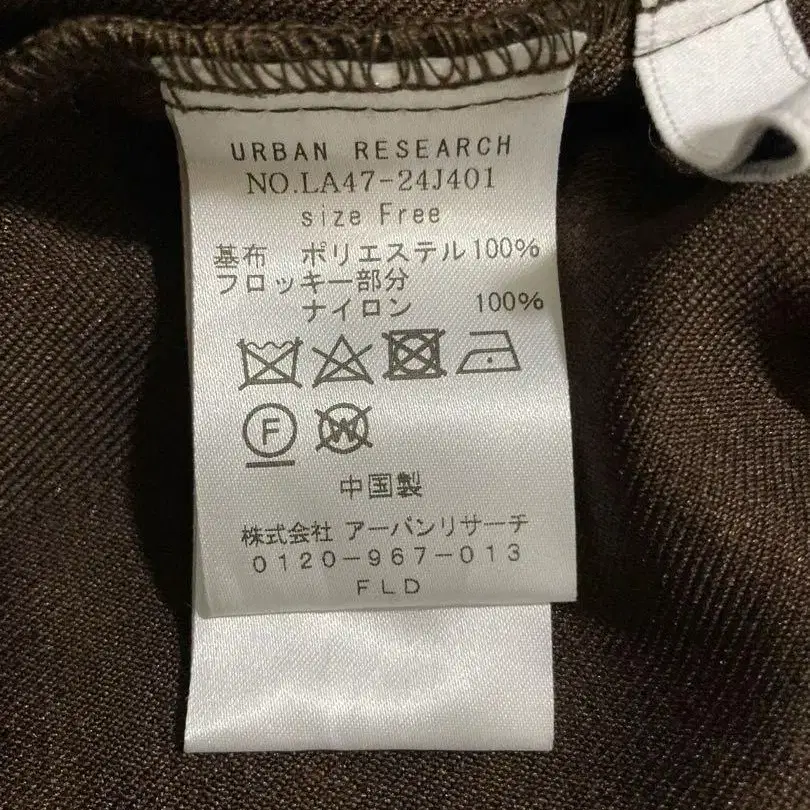 URBAN RESEARCH
NO.LA47-24J401
size Free
基布 ポリエステル100%
フロッキー部分
ナイロン 100%
F W
中国製
株式会社 アーバンリサーチ
0120-967-013
FLD